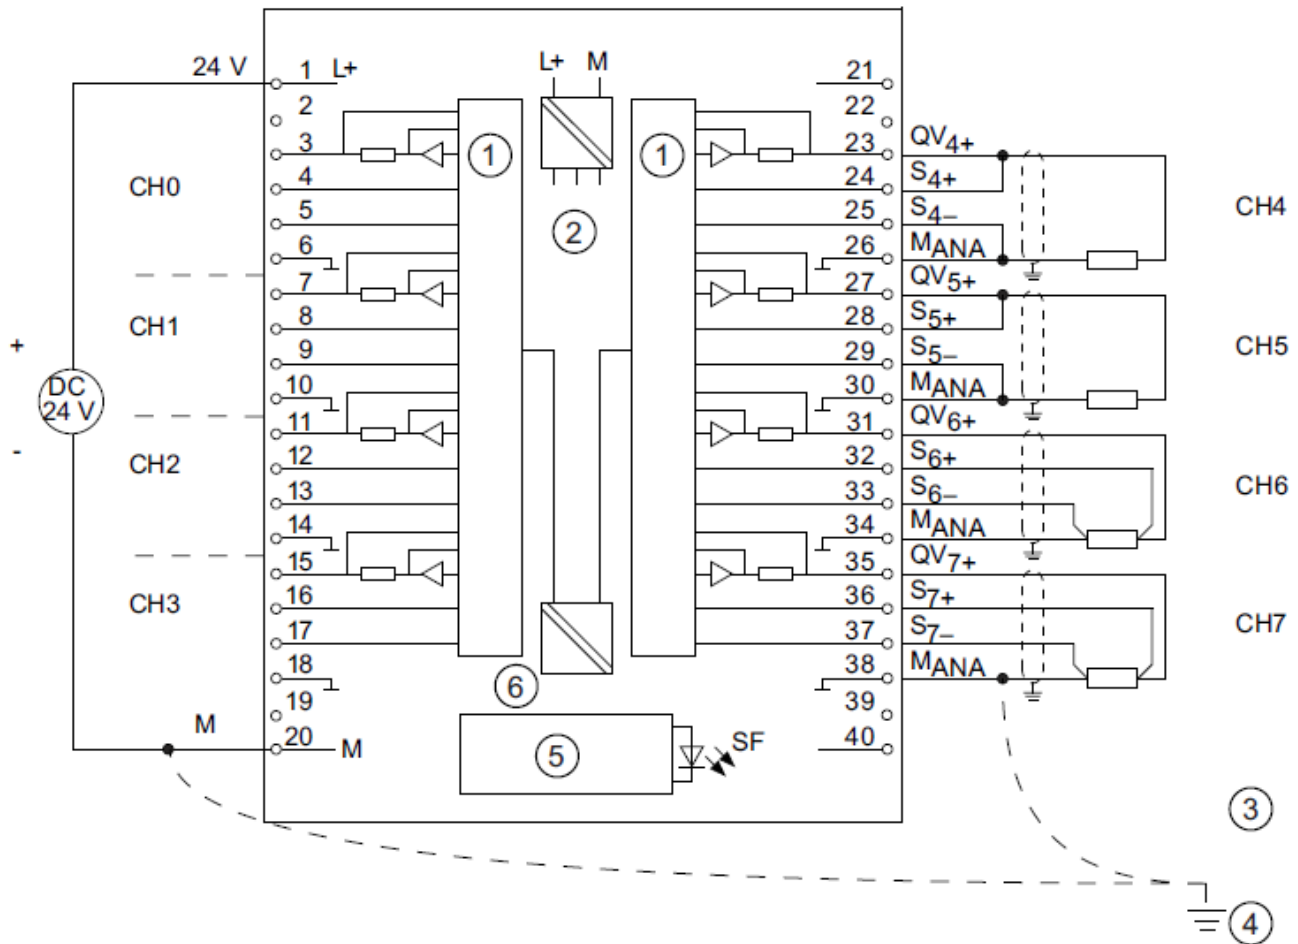 24 V 1 L+ L+ M 21
2 22
3 1 1 23 QV4+
CH0 4 24 S4+ CH4
5 2 25 S4–
6 26 MANA
7 27 QV5+
CH1 8 28 S5+
+ 9 29 S5– CH5
DC 10 30 MANA
24 V 11 31 QV6+
- CH2 12 32 S6+
13 33 S6– CH6
14 34 MANA
15 35 QV7+
CH3 16 36 S7+
17 37 S7– CH7
18 6 38 MANA
19 39
M 20 M 5 SF 40
3
4